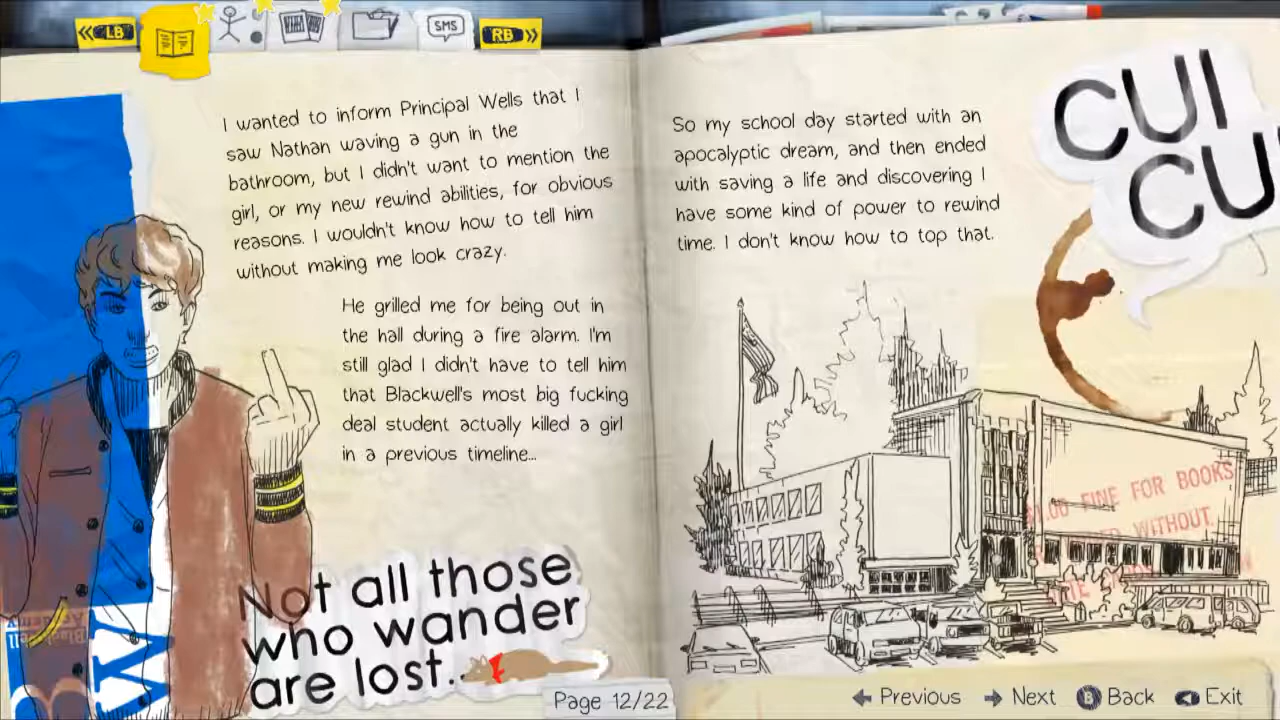 LB
SMS
RB
I wanted to inform Principal Wells that I
saw Nathan waving a gun in the
bathroom, but I didn't want to mention the
girl, or my new rewind abilities, for obvious
reasons. I wouldn't know how to tell him
without making me look crazy.
He grilled me for being out in
the hall during a fire alarm. I'm
still glad I didn't have to tell him
that Blackwell's most big fucking
deal student actually killed a girl
in a previous timeline...
Not all those
who wander
are lost.
So my school day started with an
apocalyptic dream, and then ended
with saving a life and discovering I
have some kind of power to rewind
time. I don't know how to top that.
CUI
CU
FINE FOR BOOKS
WITHOUT
Page 12/22
Previous
Next
B Back
Exit